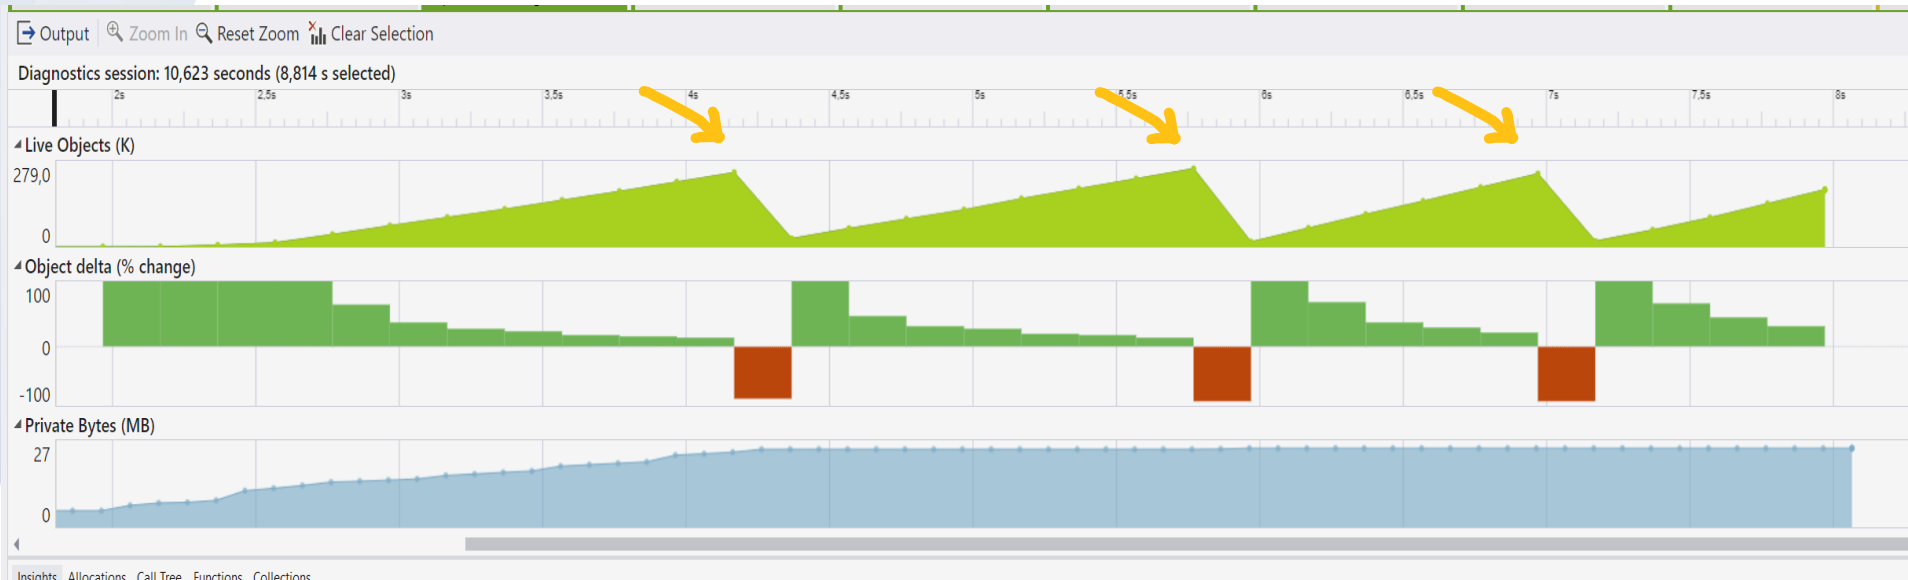 Output Zoom In Reset Zoom Clear Selection
Diagnostics session: 10,623 seconds (8,814 s selected)
2s 2,5s 3s 3,5s 4s 4,5s 5s 5,5s 6s 6,5s 7s 7,5s 8s
Live Objects (K)
279,0
0
Object delta (% change)
100
0
-100
Private Bytes (MB)
27
0
Insights Allocations Call Tree Functions Collections